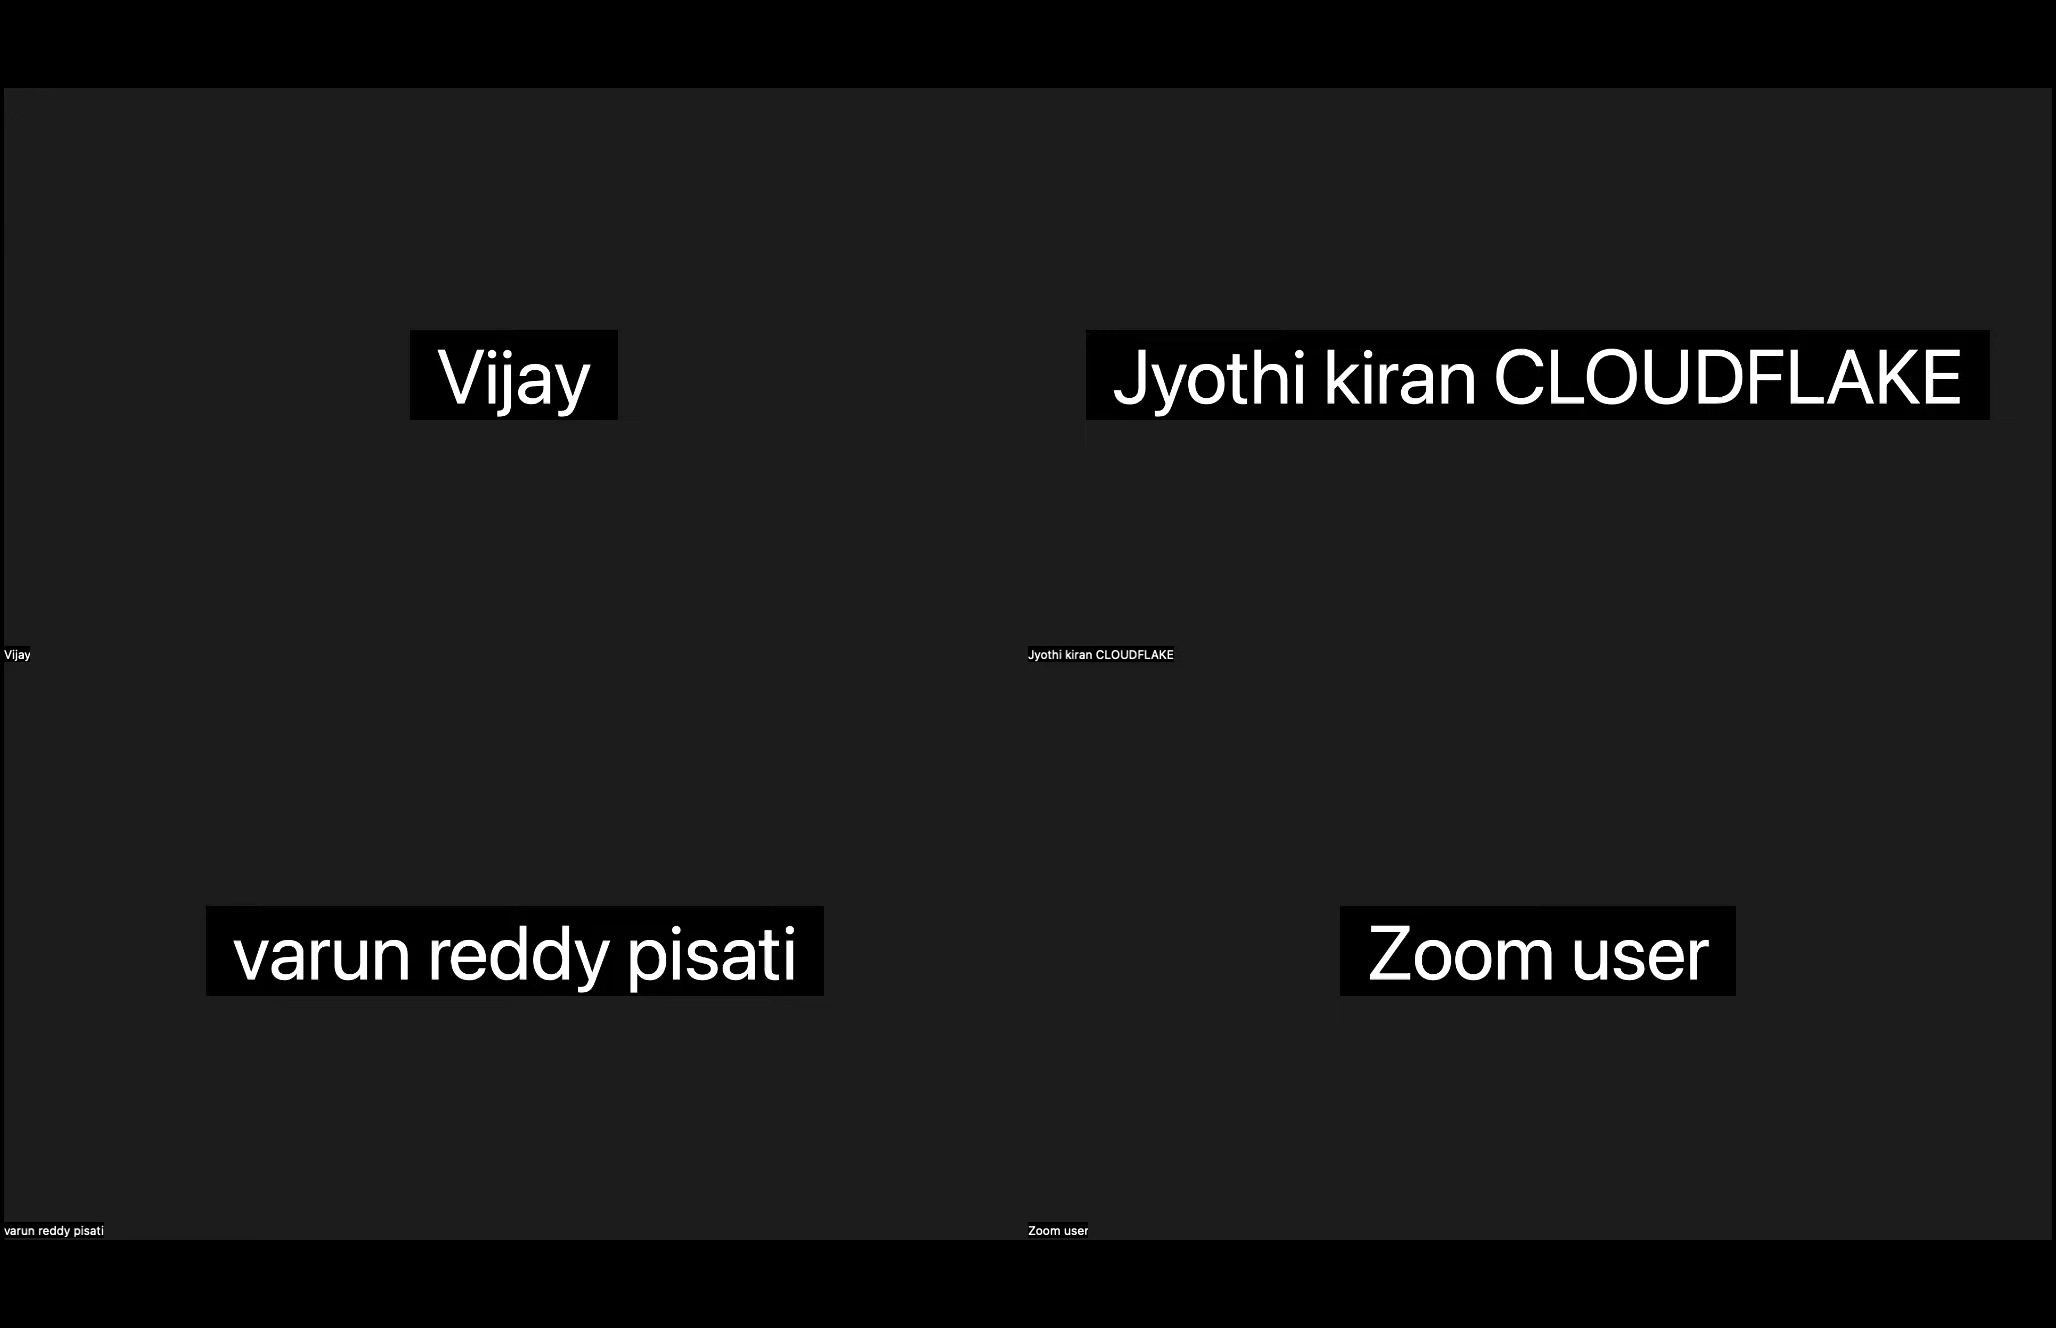 Vijay
Jyothi kiran CLOUDFLAKE
Vijay
Jyothi kiran CLOUDFLAKE
varun reddy pisati
Zoom user
varun reddy pisati
Zoom user